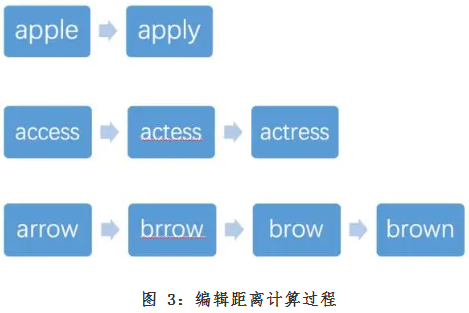 apple apply
access actess actress
arrow brrow brow brown
图 3：编辑距离计算过程